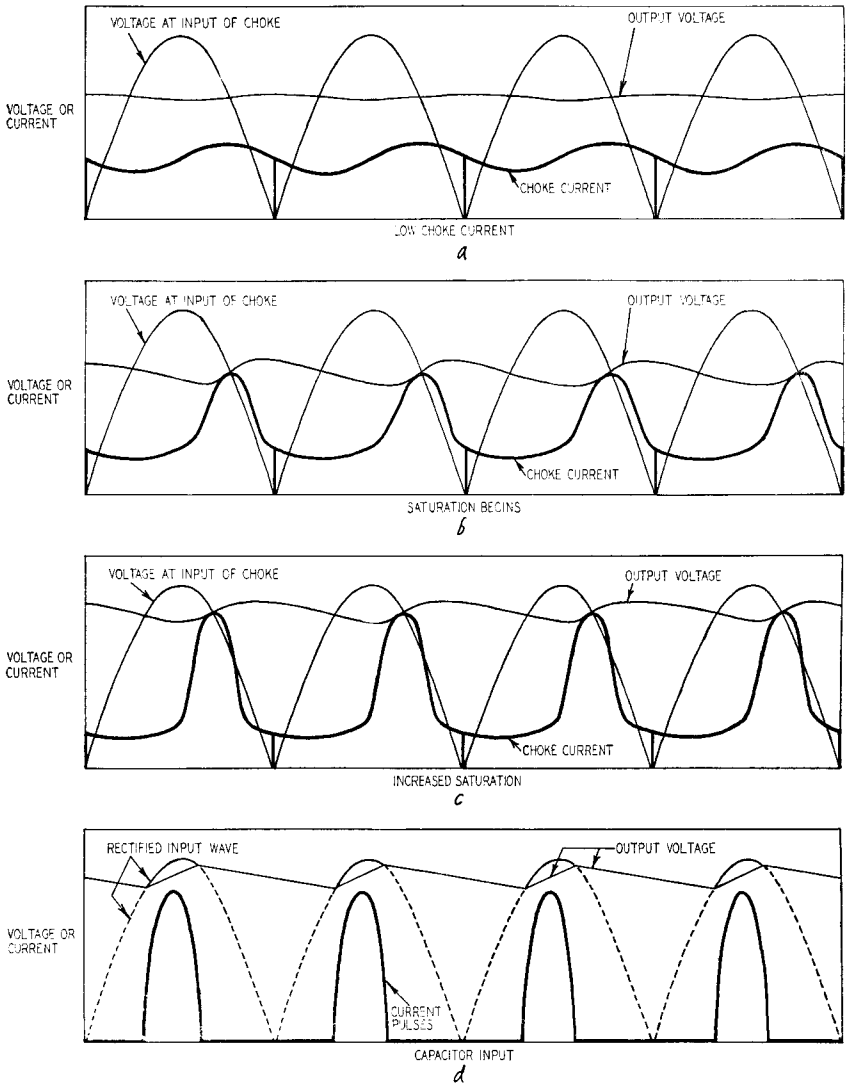 VOLTAGE AT INPUT OF CHOKE
OUTPUT VOLTAGE
VOLTAGE OR
CURRENT
CHOKE CURRENT
LOW CHOKE CURRENT
a
VOLTAGE AT INPUT OF CHOKE
OUTPUT VOLTAGE
VOLTAGE OR
CURRENT
CHOKE CURRENT
SATURATION BEGINS
b
VOLTAGE AT INPUT OF CHOKE
OUTPUT VOLTAGE
VOLTAGE OR
CURRENT
CHOKE CURRENT
INCREASED SATURATION
c
RECTIFIED INPUT WAVE
OUTPUT VOLTAGE
VOLTAGE OR
CURRENT
CURRENT
PULSES
CAPACITOR INPUT
d